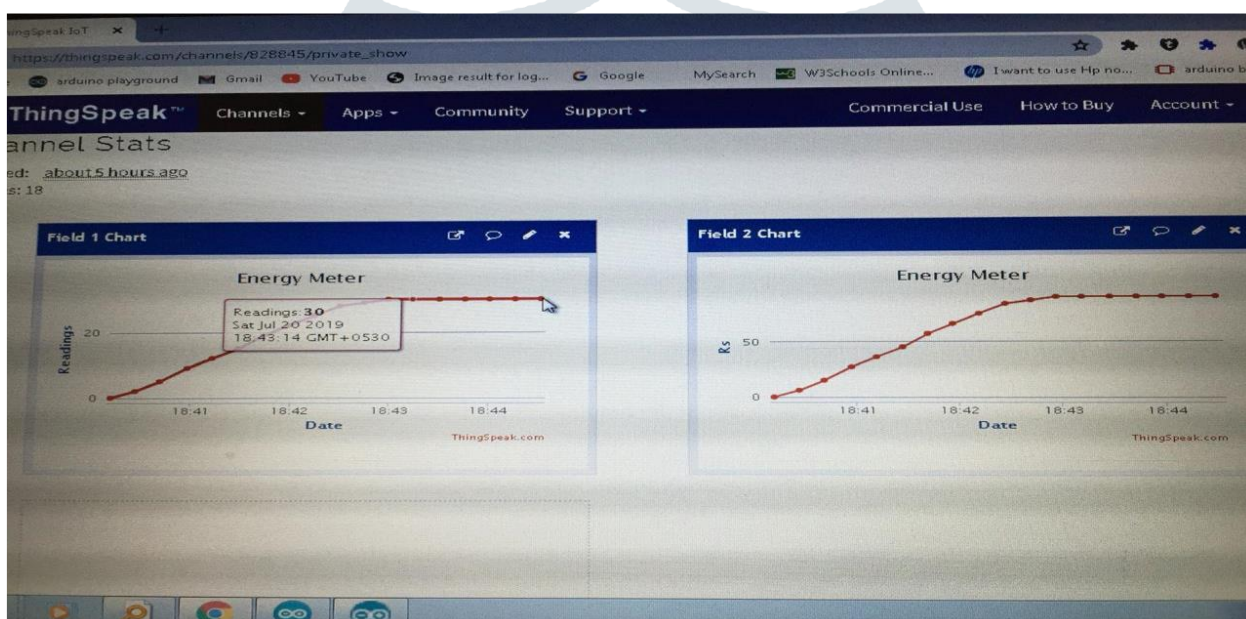 ingSpeak IoT
https://thingspeak.com/channels/828845/private_show
arduino playground Gmail YouTube Image result for log... Google MySearch W3Schools Online... I want to use Hp no... arduino b
ThingSpeak™ Channels Apps Community Support Commercial Use How to Buy Account
annel Stats
ed: about 5 hours ago
s: 18
Field 1 Chart
Energy Meter
Readings: 30
Sat Jul 20 2019
18:43:14 GMT+0530
Readings
20
0
18:41 18:42 18:43 18:44
Date
ThingSpeak.com
Field 2 Chart
Energy Meter
Rs
50
0
18:41 18:42 18:43 18:44
Date
ThingSpeak.com